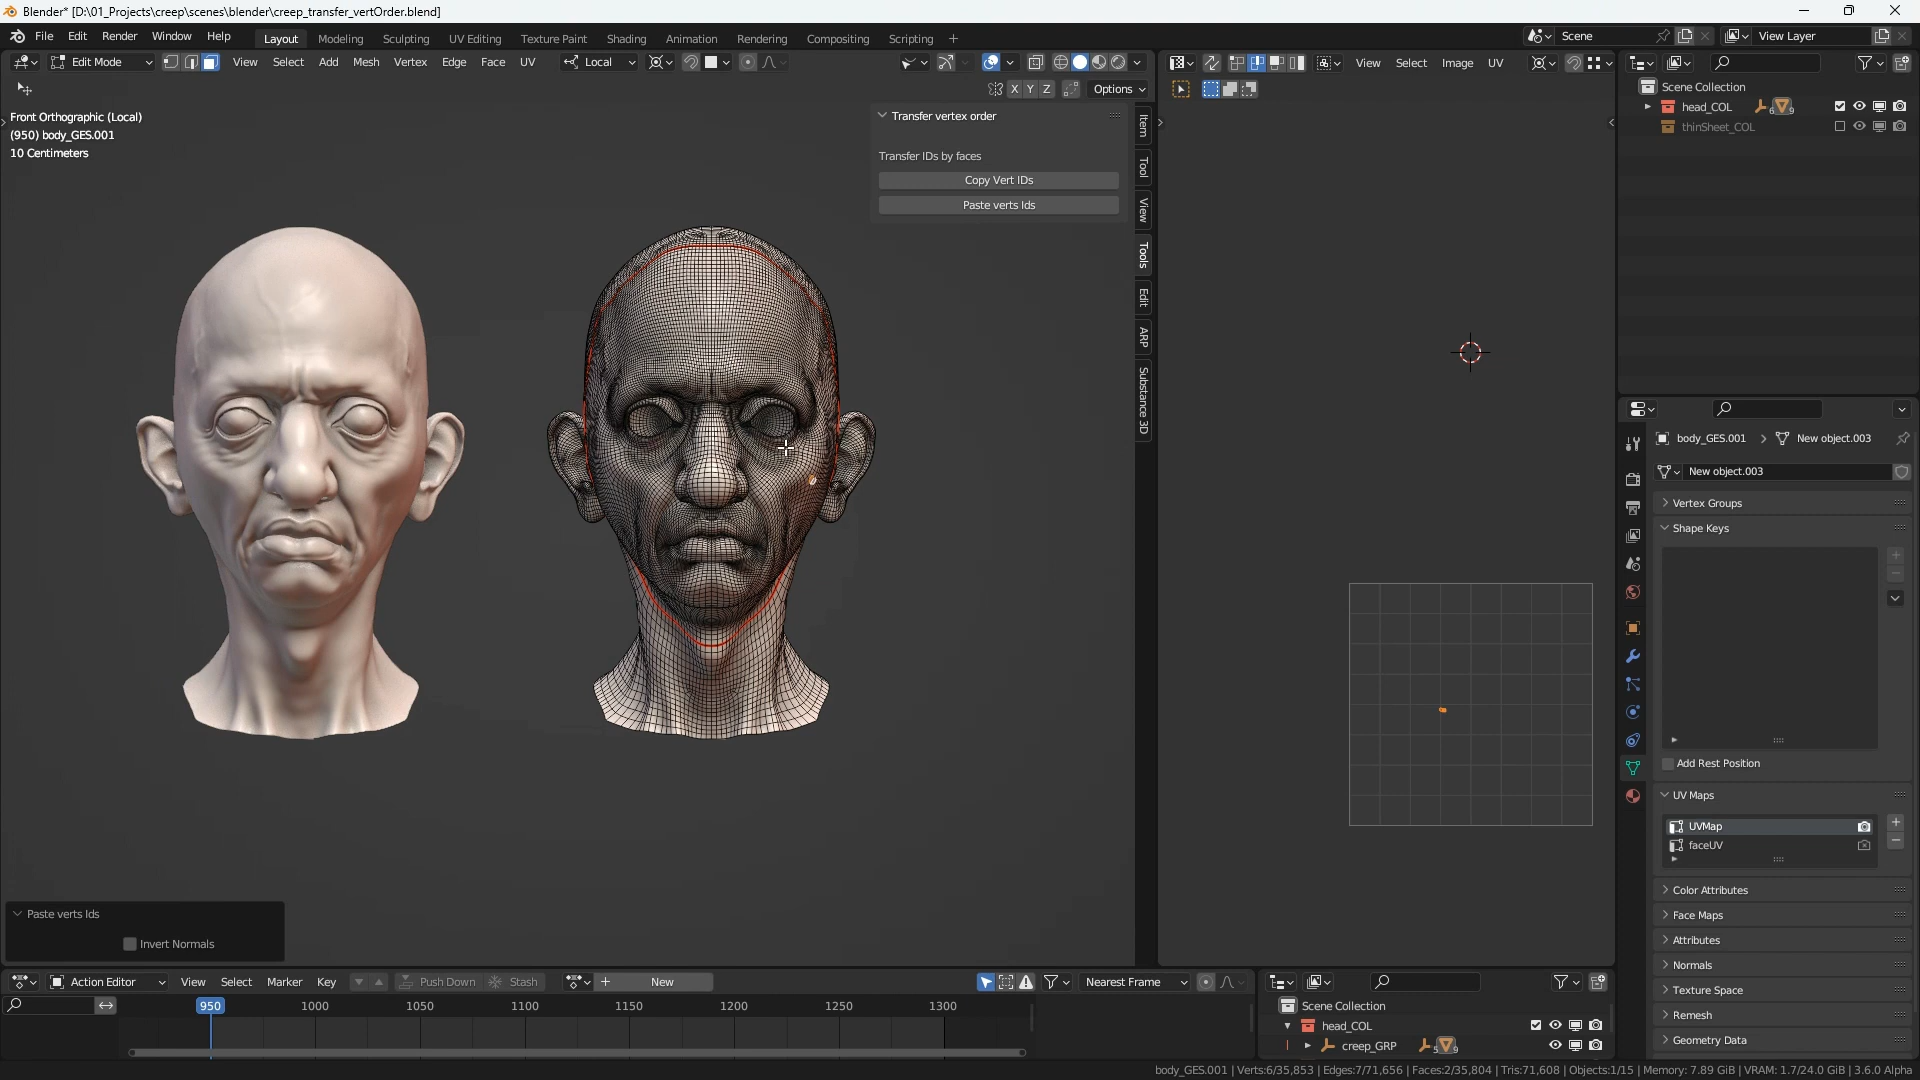 Blender* [D:\01_Projects\creep\scenes\blender\creep_transfer_vertOrder.blend]
File Edit Render Window Help Layout Modeling Sculpting UV Editing Texture Paint Shading Animation Rendering Compositing Scripting + Scene View Layer
Edit Mode View Select Add Mesh Vertex Edge Face UV Local
View Select Image UV
X Y Z Options
Front Orthographic (Local)
(950) body_GES.001
10 Centimeters
Transfer vertex order
Transfer IDs by faces
Copy Vert IDs
Paste verts Ids
Item
Tool
View
Tools
Edit
ARP
Substance 3D
Scene Collection
head_COL 6 9
thinSheet_COL
body_GES.001 New object.003
New object.003
Vertex Groups
Shape Keys
Add Rest Position
UV Maps
UVMap
faceUV
Color Attributes
Face Maps
Attributes
Normals
Texture Space
Remesh
Geometry Data
Paste verts Ids
Invert Normals
Action Editor View Select Marker Key Push Down Stash + New Nearest Frame
950 1000 1050 1100 1150 1200 1250 1300
Scene Collection
head_COL
creep_GRP 5 9
body_GES.001 | Verts:6/35,853 | Edges:7/71,656 | Faces:2/35,804 | Tris:71,608 | Objects:1/15 | Memory: 7.89 GiB | VRAM: 1.7/24.0 GiB | 3.6.0 Alpha